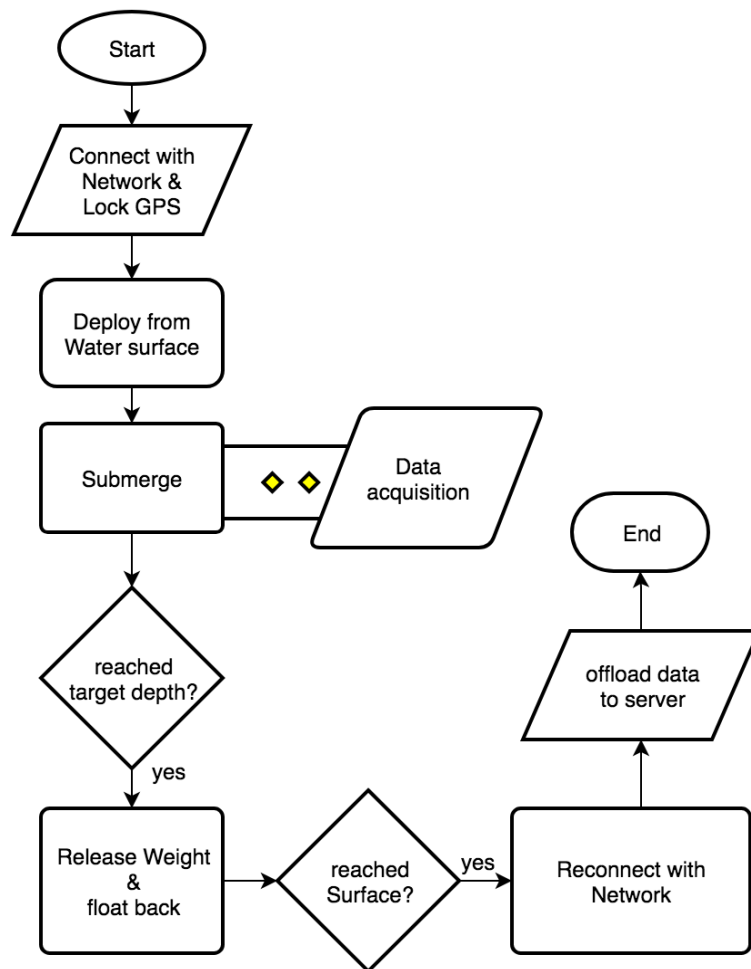 Start
Connect with
Network &
Lock GPS
Deploy from
Water surface
Submerge
Data
acquisition
reached
target depth?
yes
Release Weight
&
float back
reached
Surface?
yes
Reconnect with
Network
offload data
to server
End